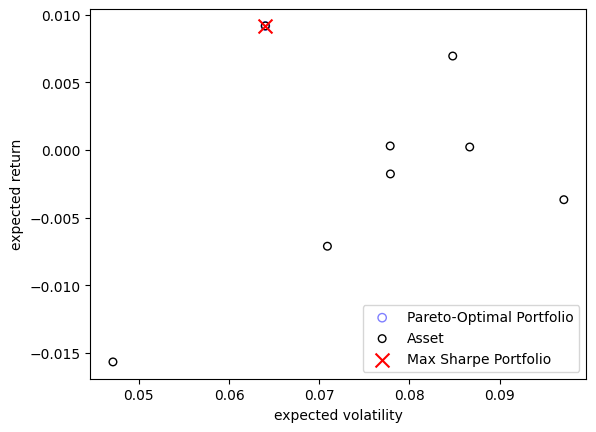 0.010
0.005
0.000
−0.005
−0.010
−0.015
expected return
0.05 0.06 0.07 0.08 0.09
expected volatility
Pareto-Optimal Portfolio
Asset
Max Sharpe Portfolio